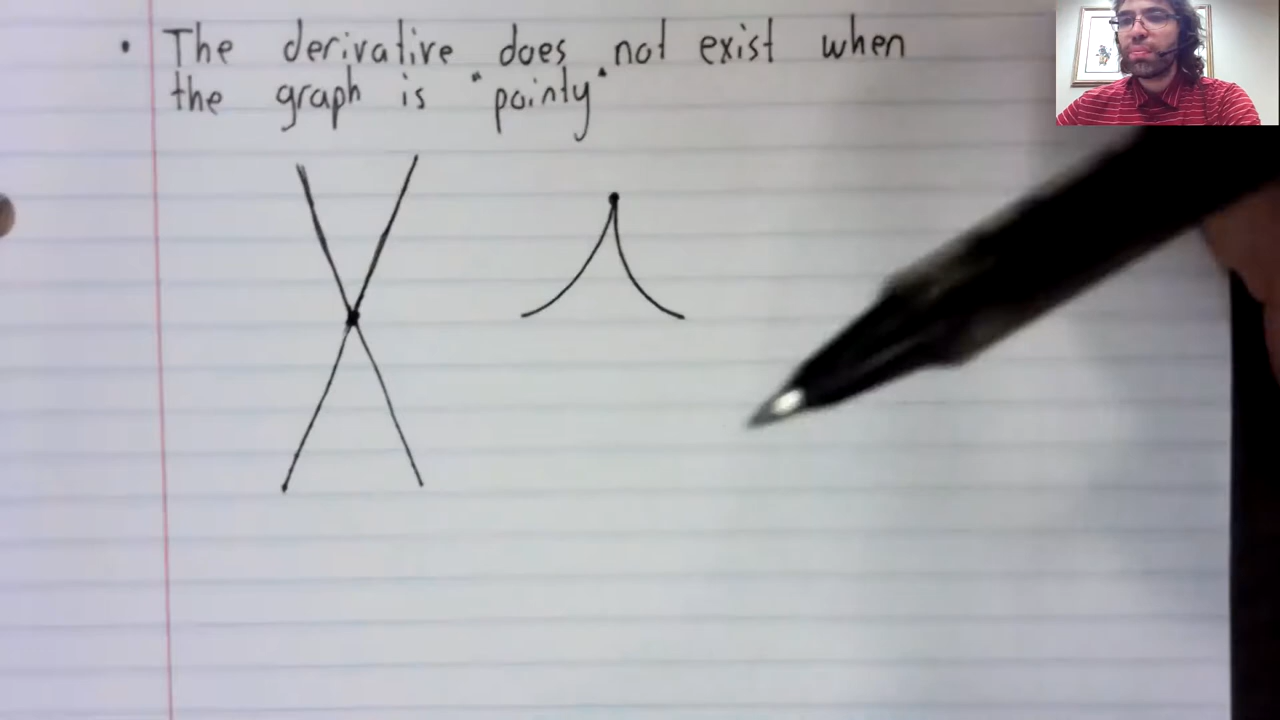 • The derivative does not exist when
the graph is "pointy"